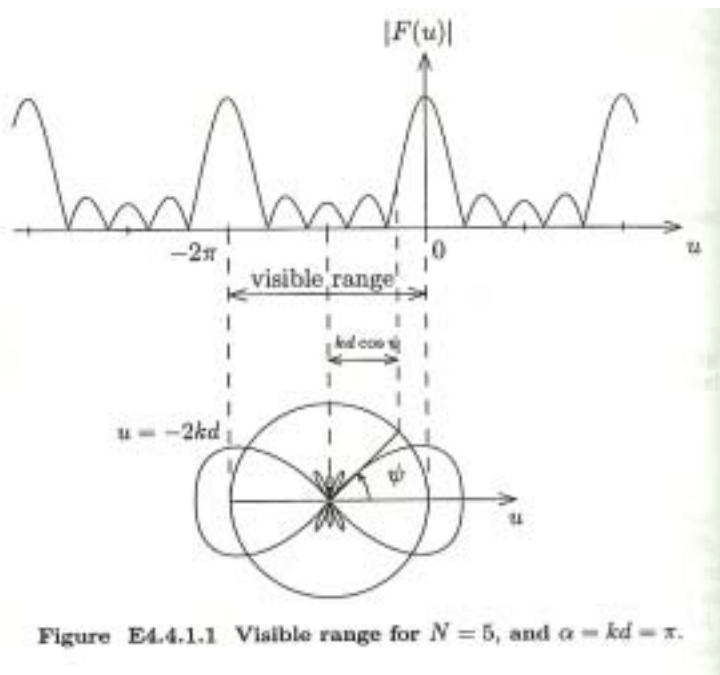 |F(u)|
−2π
0
u
visible range
kd cos ψ
u = −2kd
ψ
u
Figure E4.4.1.1 Visible range for N = 5, and α = kd = π.